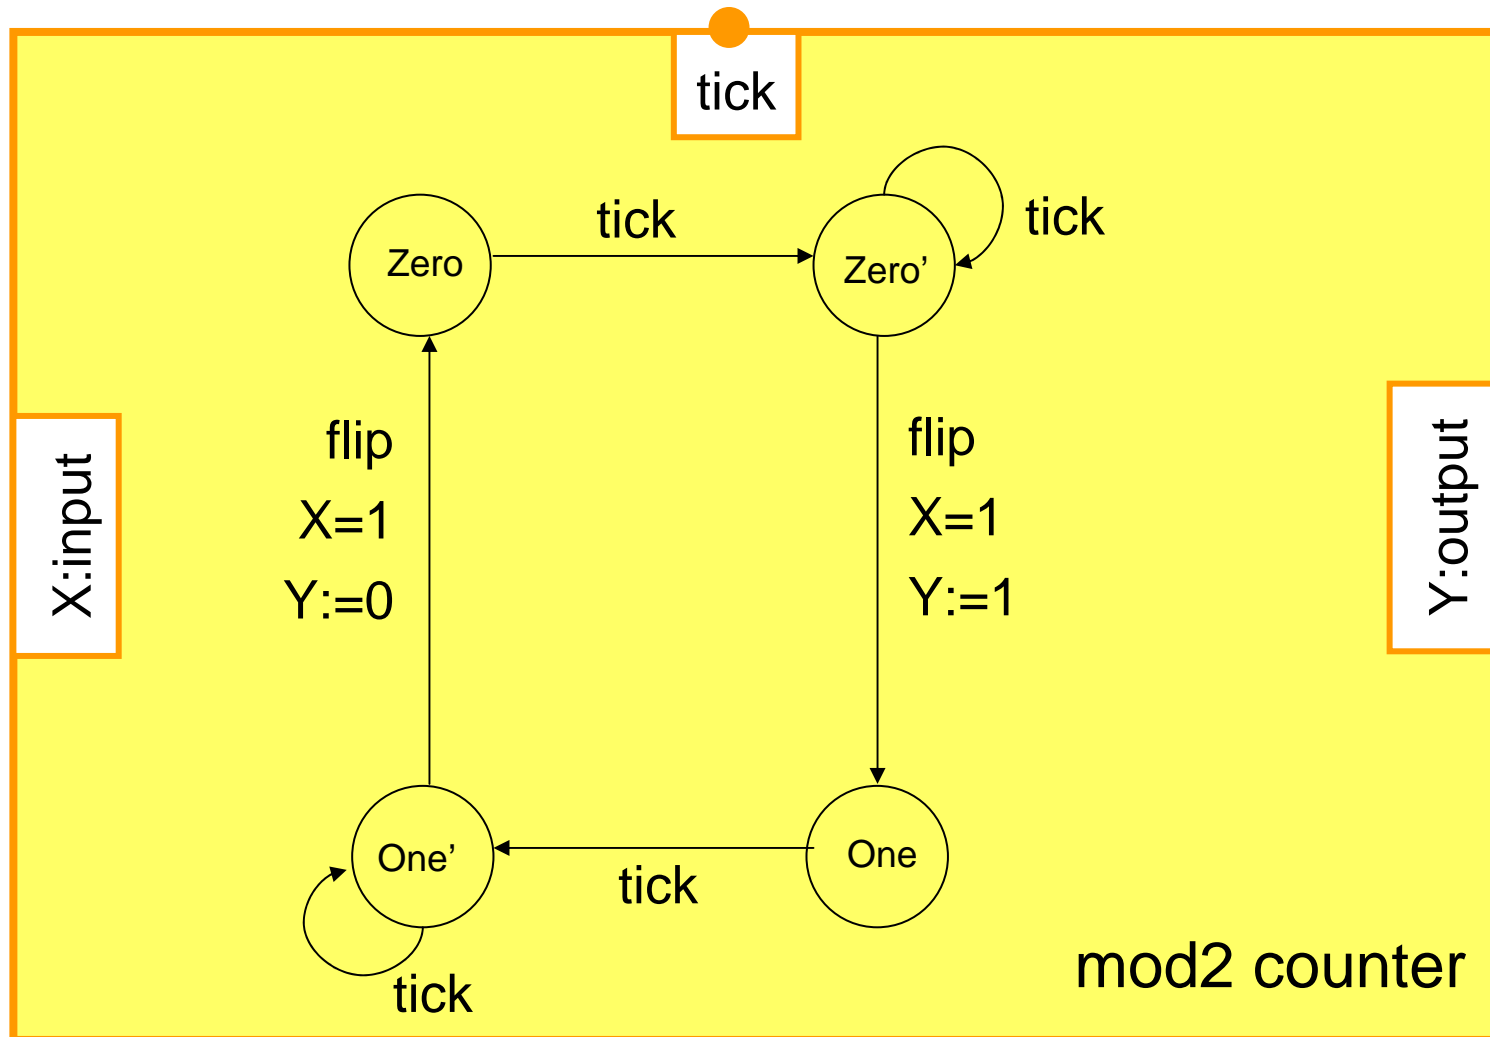 tick
tick
tick
Zero
Zero’
flip
X=1
Y:=0
flip
X=1
Y:=1
X:input
Y:output
One’
One
tick
tick
mod2 counter